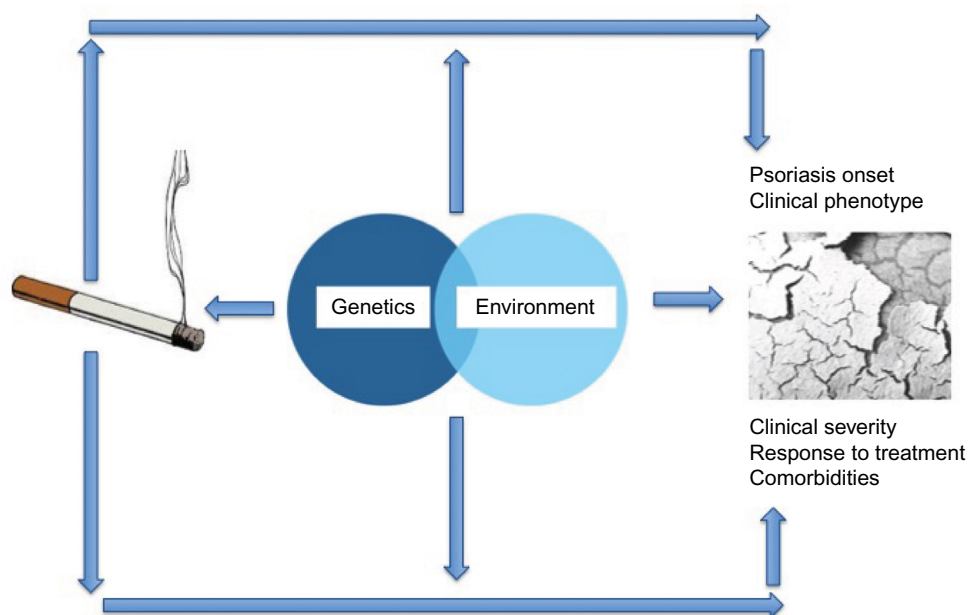 Psoriasis onset
Clinical phenotype
Genetics
Environment
Clinical severity
Response to treatment
Comorbidities